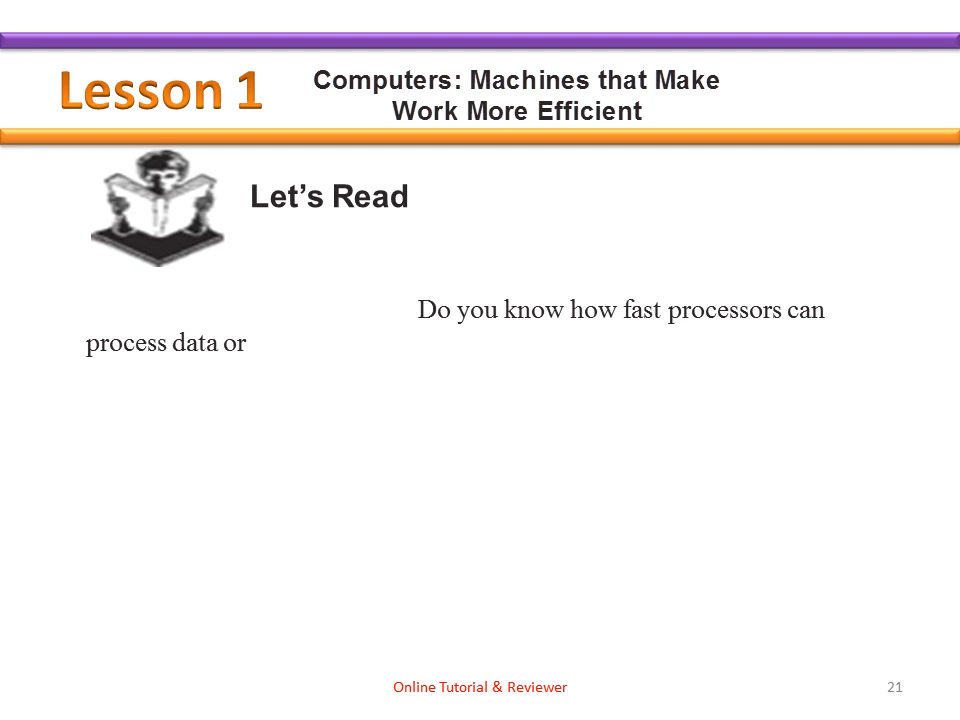 Lesson 1
Computers: Machines that Make
Work More Efficient
Let’s Read
Do you know how fast processors can
process data or
Online Tutorial & Reviewer
21